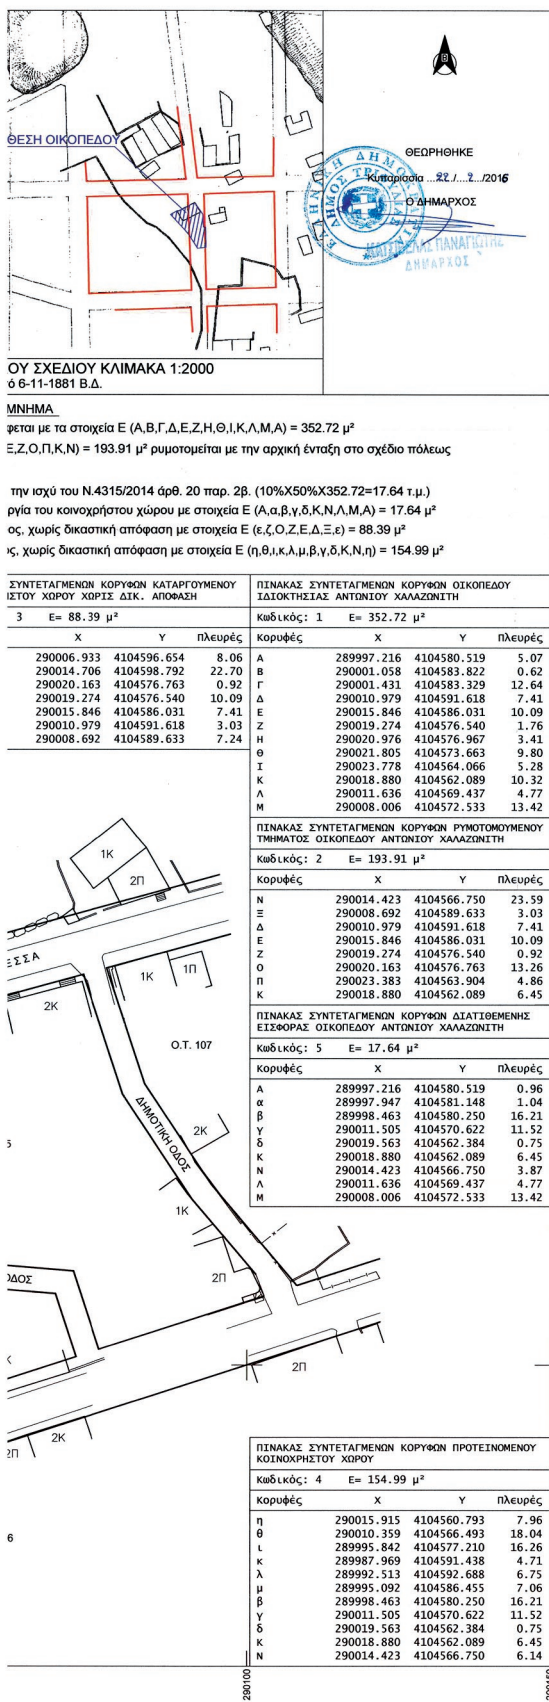 ΘΕΣΗ ΟΙΚΟΠΕΔΟΥ
ΘΕΩΡΗΘΗΚΕ
Κυπαρισσία ...22./...2.../2016
Ο ΔΗΜΑΡΧΟΣ
ΕΛΛΗΝΙΚΗ ΔΗΜΟΚΡΑΤΙΑ
ΔΗΜΟΣ ΤΡΙΦΥΛΙΑΣ
ΠΑΝΑΓΙΩΤΗΣ
ΔΗΜΑΡΧΟΣ
ΟΥ ΣΧΕΔΙΟΥ ΚΛΙΜΑΚΑ 1:2000
ό 6-11-1881 Β.Δ.
ΜΝΗΜΑ
φεται με τα στοιχεία Ε (Α,Β,Γ,Δ,Ε,Ζ,Η,Θ,Ι,Κ,Λ,Μ,Α) = 352.72 μ²
Ξ,Ζ,Ο,Π,Κ,Ν) = 193.91 μ² ρυμοτομείται με την αρχική ένταξη στο σχέδιο πόλεως
την ισχύ του Ν.4315/2014 άρθ. 20 παρ. 2β. (10%Χ50%Χ352.72=17.64 τ.μ.)
ργία του κοινοχρήστου χώρου με στοιχεία Ε (Α,α,β,γ,δ,Κ,Ν,Λ,Μ,Α) = 17.64 μ²
ος, χωρίς δικαστική απόφαση με στοιχεία Ε (ε,ζ,Ο,Ζ,Ε,Δ,Ξ,ε) = 88.39 μ²
ος, χωρίς δικαστική απόφαση με στοιχεία Ε (η,θ,ι,κ,λ,μ,β,γ,δ,Κ,Ν,η) = 154.99 μ²
ΣΥΝΤΕΤΑΓΜΕΝΩΝ ΚΟΡΥΦΩΝ ΚΑΤΑΡΓΟΥΜΕΝΟΥ
ΙΣΤΟΥ ΧΩΡΟΥ ΧΩΡΙΣ ΔΙΚ. ΑΠΟΦΑΣΗ
3 Ε= 88.39 μ²
Χ Υ Πλευρές
290006.933 4104596.654 8.06
290014.706 4104598.792 22.70
290020.163 4104576.763 0.92
290019.274 4104576.540 10.09
290015.846 4104586.031 7.41
290010.979 4104591.618 3.03
290008.692 4104589.633 7.24
ΠΙΝΑΚΑΣ ΣΥΝΤΕΤΑΓΜΕΝΩΝ ΚΟΡΥΦΩΝ ΟΙΚΟΠΕΔΟΥ
ΙΔΙΟΚΤΗΣΙΑΣ ΑΝΤΩΝΙΟΥ ΧΑΛΑΖΩΝΙΤΗ
Κωδικός: 1 Ε= 352.72 μ²
Κορυφές Χ Υ Πλευρές
Α 289997.216 4104580.519 5.07
Β 290001.058 4104583.822 0.62
Γ 290001.431 4104583.329 12.64
Δ 290010.979 4104591.618 7.41
Ε 290015.846 4104586.031 10.09
Ζ 290019.274 4104576.540 1.76
Η 290020.976 4104576.967 3.41
Θ 290021.805 4104573.663 9.80
Ι 290023.778 4104564.066 5.28
Κ 290018.880 4104562.089 10.32
Λ 290011.636 4104569.437 4.77
Μ 290008.006 4104572.533 13.42
ΠΙΝΑΚΑΣ ΣΥΝΤΕΤΑΓΜΕΝΩΝ ΚΟΡΥΦΩΝ ΡΥΜΟΤΟΜΟΥΜΕΝΟΥ
ΤΜΗΜΑΤΟΣ ΟΙΚΟΠΕΔΟΥ ΑΝΤΩΝΙΟΥ ΧΑΛΑΖΩΝΙΤΗ
Κωδικός: 2 Ε= 193.91 μ²
Κορυφές Χ Υ Πλευρές
Ν 290014.423 4104566.750 23.59
Ξ 290008.692 4104589.633 3.03
Δ 290010.979 4104591.618 7.41
Ε 290015.846 4104586.031 10.09
Ζ 290019.274 4104576.540 0.92
Ο 290020.163 4104576.763 13.26
Π 290023.383 4104563.904 4.86
Κ 290018.880 4104562.089 6.45
ΠΙΝΑΚΑΣ ΣΥΝΤΕΤΑΓΜΕΝΩΝ ΚΟΡΥΦΩΝ ΔΙΑΤΙΘΕΜΕΝΗΣ
ΕΙΣΦΟΡΑΣ ΟΙΚΟΠΕΔΟΥ ΑΝΤΩΝΙΟΥ ΧΑΛΑΖΩΝΙΤΗ
Κωδικός: 5 Ε= 17.64 μ²
Κορυφές Χ Υ Πλευρές
Α 289997.216 4104580.519 0.96
α 289997.947 4104581.148 1.04
β 289998.463 4104580.250 16.21
γ 290011.505 4104570.622 11.52
δ 290019.563 4104562.384 0.75
Κ 290018.880 4104562.089 6.45
Ν 290014.423 4104566.750 3.87
Λ 290011.636 4104569.437 4.77
Μ 290008.006 4104572.533 13.42
1Κ
2Π
ΕΣΣΑ
1Κ
1Π
2Κ
Ο.Τ. 107
ΔΗΜΟΤΙΚΗ ΟΔΟΣ
2Κ
5
1Κ
2Π
ΟΔΟΣ
Κ
2Π
2Κ
2Π
ΠΙΝΑΚΑΣ ΣΥΝΤΕΤΑΓΜΕΝΩΝ ΚΟΡΥΦΩΝ ΠΡΟΤΕΙΝΟΜΕΝΟΥ
ΚΟΙΝΟΧΡΗΣΤΟΥ ΧΩΡΟΥ
Κωδικός: 4 Ε= 154.99 μ²
Κορυφές Χ Υ Πλευρές
η 290015.915 4104560.793 7.96
θ 290010.359 4104566.493 18.04
ι 289995.842 4104577.210 16.26
κ 289987.969 4104591.438 4.71
λ 289992.513 4104592.688 6.75
μ 289995.092 4104586.455 7.06
β 289998.463 4104580.250 16.21
γ 290011.505 4104570.622 11.52
δ 290019.563 4104562.384 0.75
Κ 290018.880 4104562.089 6.45
Ν 290014.423 4104566.750 6.14
6
290100